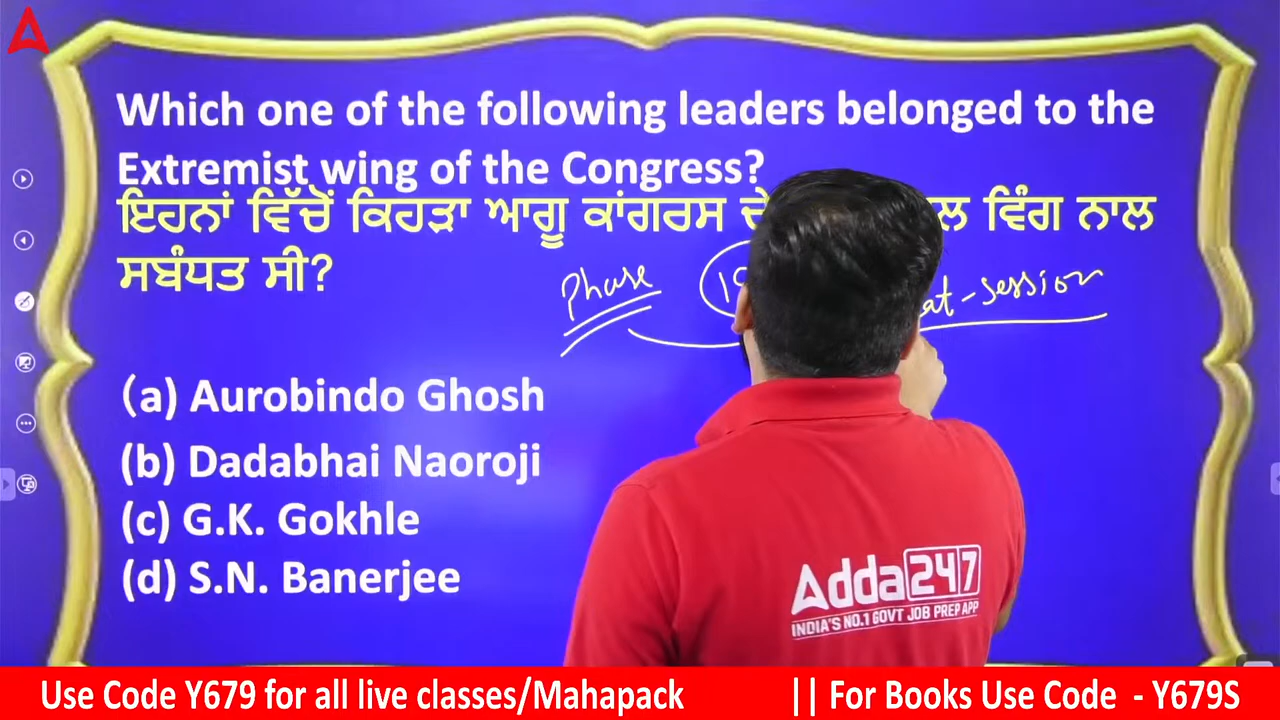 Which one of the following leaders belonged to the
Extremist wing of the Congress?
ਇਹਨਾਂ ਵਿੱਚੋਂ ਕਿਹੜਾ ਆਗੂ ਕਾਂਗਰਸ ਵਿੰਗ ਨਾਲ
ਸਬੰਧਤ ਸੀ?
Phase session
(a) Aurobindo Ghosh
(b) Dadabhai Naoroji
(c) G.K. Gokhle
(d) S.N. Banerjee
Adda247
INDIA'S NO.1 GOVT JOB PREP APP
Use Code Y679 for all live classes/Mahapack || For Books Use Code - Y679S